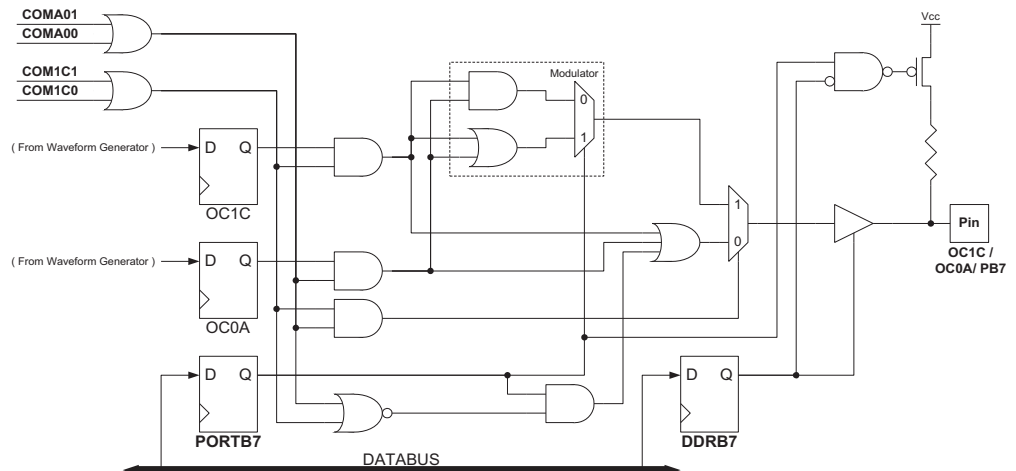 COMA01
COMA00
COM1C1
COM1C0
Vcc
Modulator
0
1
( From Waveform Generator )
D Q
OC1C
1
0
Pin
OC1C /
OC0A/ PB7
( From Waveform Generator )
D Q
OC0A
D Q
PORTB7
D Q
DDRB7
DATABUS